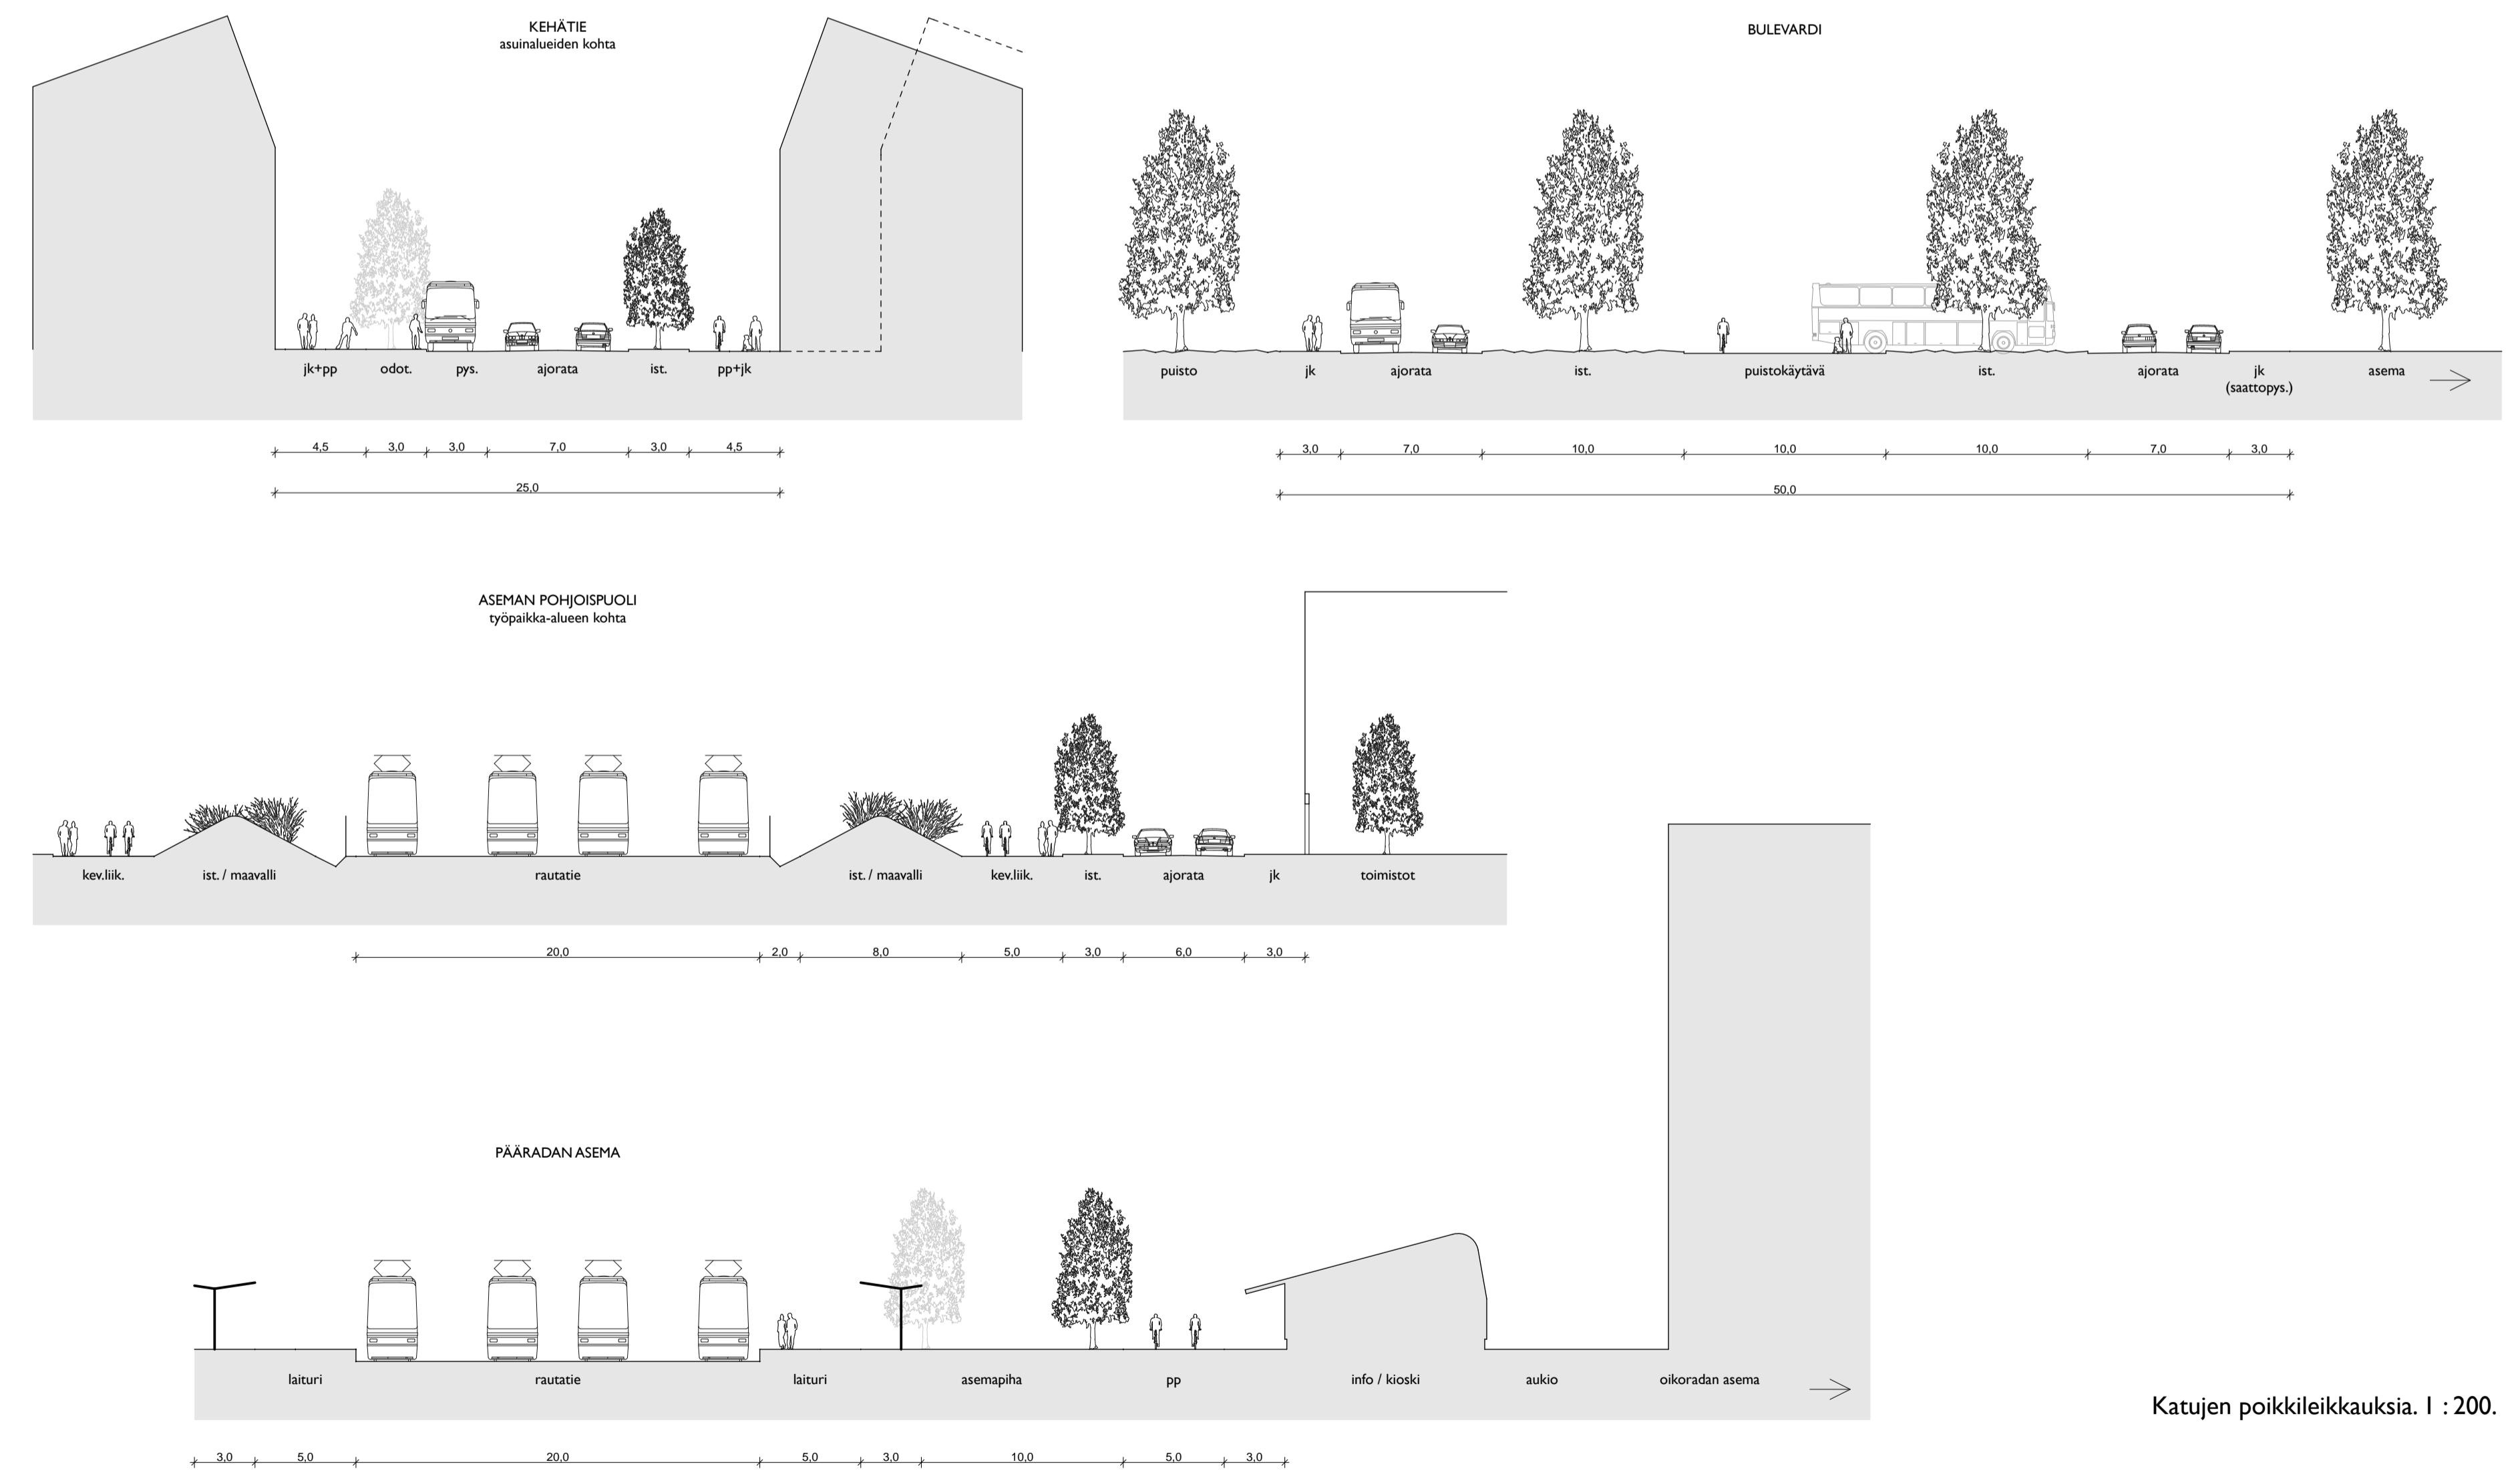 KEHÄTIE
asuinalueiden kohta
jk+pp odot. pys. ajorata ist. pp+jk
4,5 3,0 3,0 7,0 3,0 4,5
25,0
BULEVARDI
puisto jk ajorata ist. puistokäytävä ist. ajorata jk asema
(saattopys.)
3,0 7,0 10,0 10,0 10,0 7,0 3,0
50,0
ASEMAN POHJOISPUOLI
työpaikka-alueen kohta
kev.liik. ist. / maavalli rautatie ist. / maavalli kev.liik. ist. ajorata jk toimistot
20,0 2,0 8,0 5,0 3,0 6,0 3,0
PÄÄRADAN ASEMA
laituri rautatie laituri asemapiha pp info / kioski aukio oikoradan asema
3,0 5,0 20,0 5,0 3,0 10,0 5,0 3,0
Katujen poikkileikkauksia. 1 : 200.